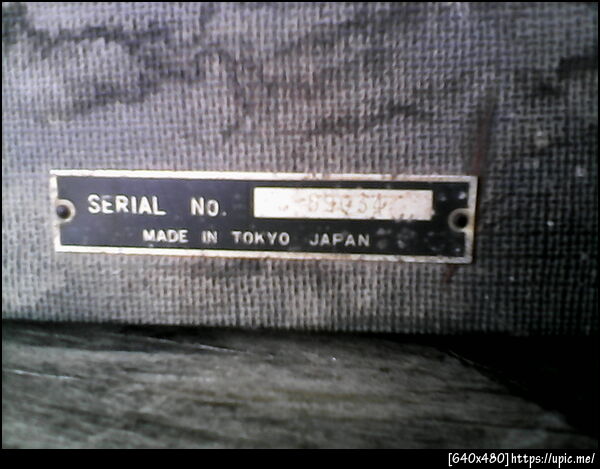 SERIAL NO.
MADE IN TOKYO JAPAN
[640x480]https://upic.me/